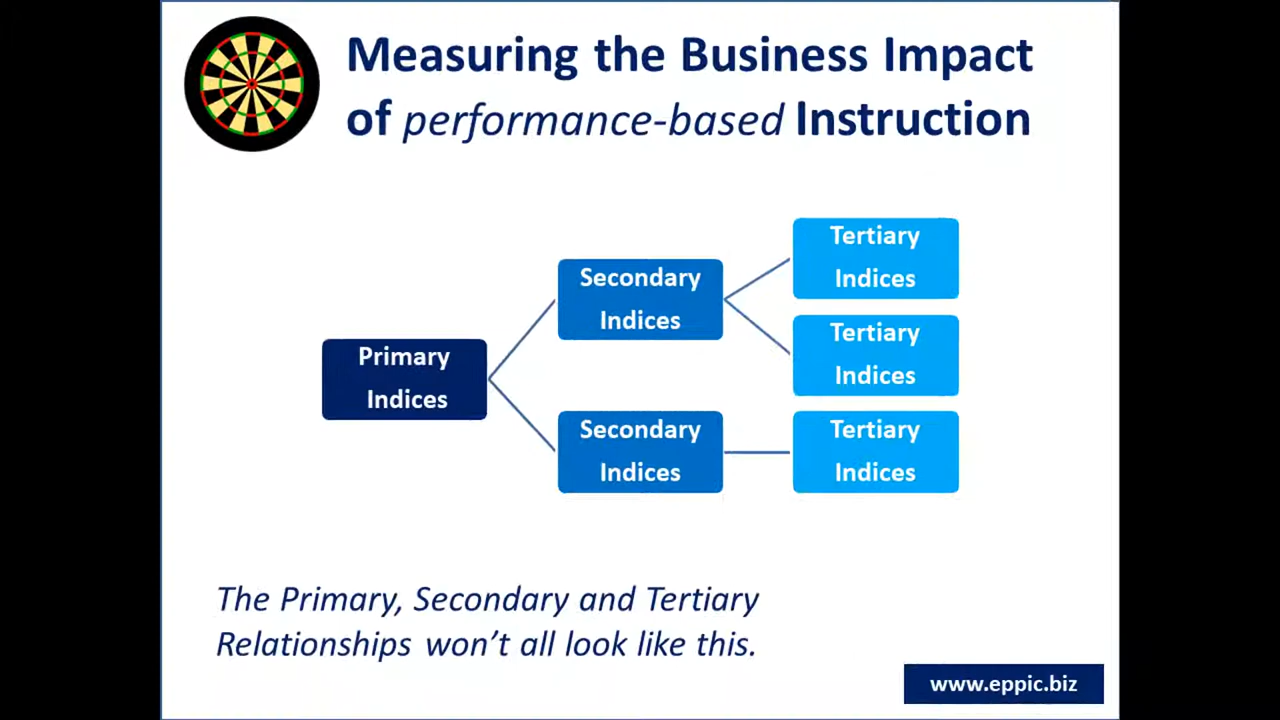 Measuring the Business Impact
of performance-based Instruction
Primary
Indices
Secondary
Indices
Secondary
Indices
Tertiary
Indices
Tertiary
Indices
Tertiary
Indices
The Primary, Secondary and Tertiary
Relationships won’t all look like this.
www.eppic.biz